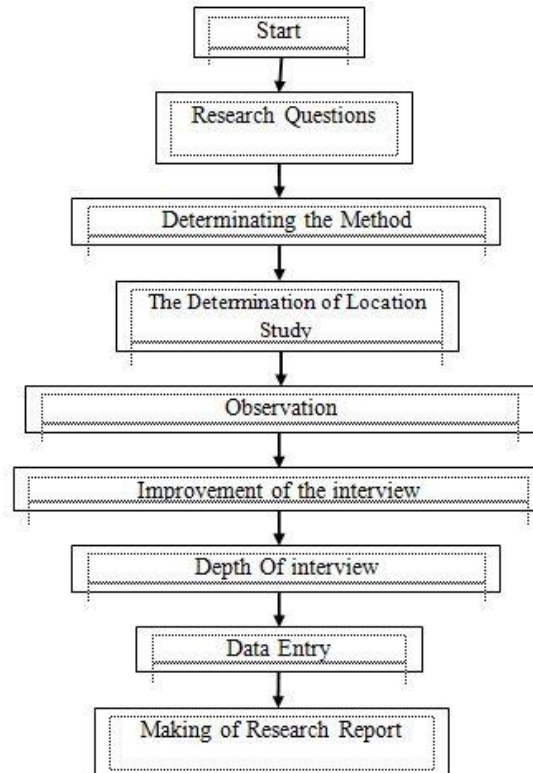 Start
Research Questions
Determinating the Method
The Determination of Location
Study
Observation
Improvement of the interview
Depth Of interview
Data Entry
Making of Research Report